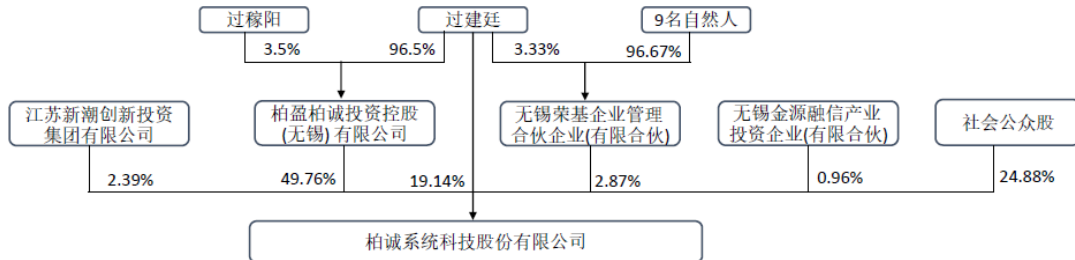 过稼阳
过建廷
9名自然人
3.5%
96.5%
3.33%
96.67%
江苏新潮创新投资
集团有限公司
柏盈柏诚投资控股
(无锡)有限公司
无锡荣基企业管理
合伙企业(有限合伙)
无锡金源融信产业
投资企业(有限合伙)
社会公众股
2.39%
49.76%
19.14%
2.87%
0.96%
24.88%
柏诚系统科技股份有限公司